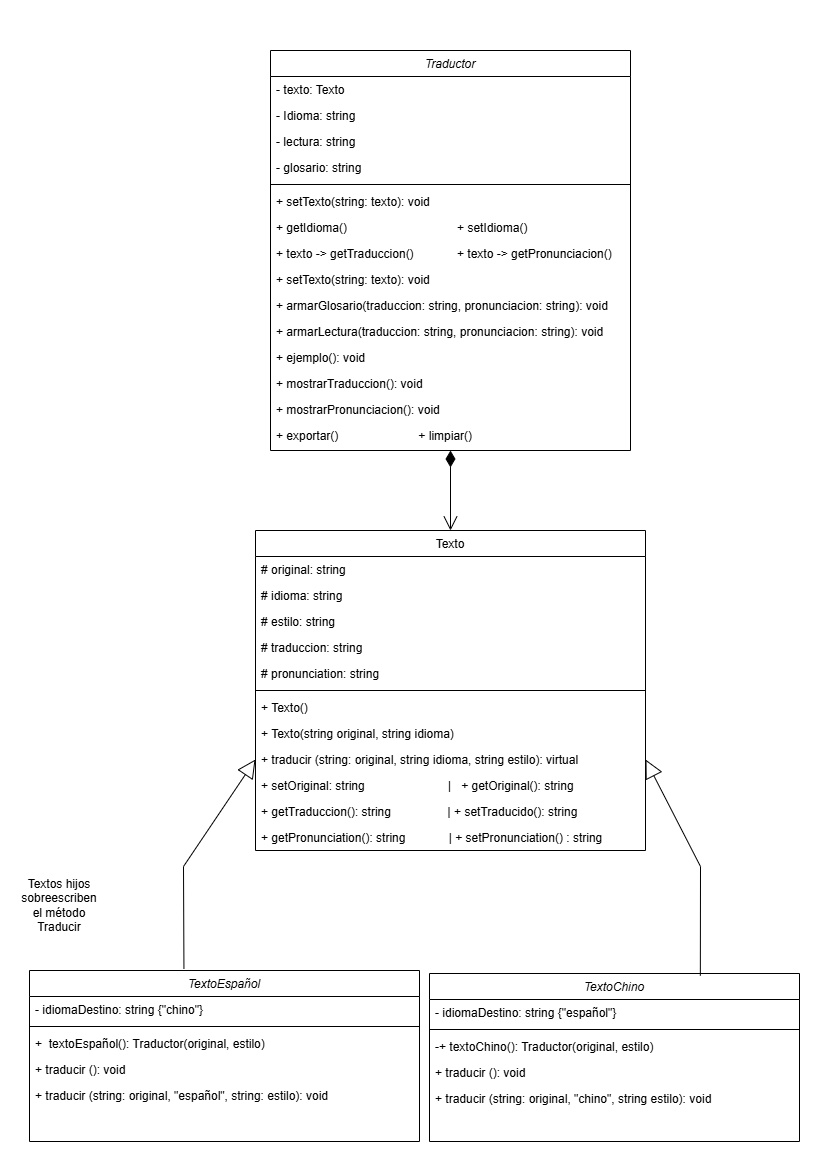 Traductor
- texto: Texto
- Idioma: string
- lectura: string
- glosario: string
+ setTexto(string: texto): void
+ getIdioma() + setIdioma()
+ texto -> getTraduccion() + texto -> getPronunciacion()
+ setTexto(string: texto): void
+ armarGlosario(traduccion: string, pronunciacion: string): void
+ armarLectura(traduccion: string, pronunciacion: string): void
+ ejemplo(): void
+ mostrarTraduccion(): void
+ mostrarPronunciacion(): void
+ exportar() + limpiar()
Texto
# original: string
# idioma: string
# estilo: string
# traduccion: string
# pronunciation: string
+ Texto()
+ Texto(string original, string idioma)
+ traducir (string: original, string idioma, string estilo): virtual
+ setOriginal: string | + getOriginal(): string
+ getTraduccion(): string | + setTraducido(): string
+ getPronunciation(): string | + setPronunciation() : string
Textos hijos
sobreescriben
el método
Traducir
TextoEspañol
- idiomaDestino: string {"chino"}
+ textoEspañol(): Traductor(original, estilo)
+ traducir (): void
+ traducir (string: original, "español", string: estilo): void
TextoChino
- idiomaDestino: string {"español"}
-+ textoChino(): Traductor(original, estilo)
+ traducir (): void
+ traducir (string: original, "chino", string estilo): void